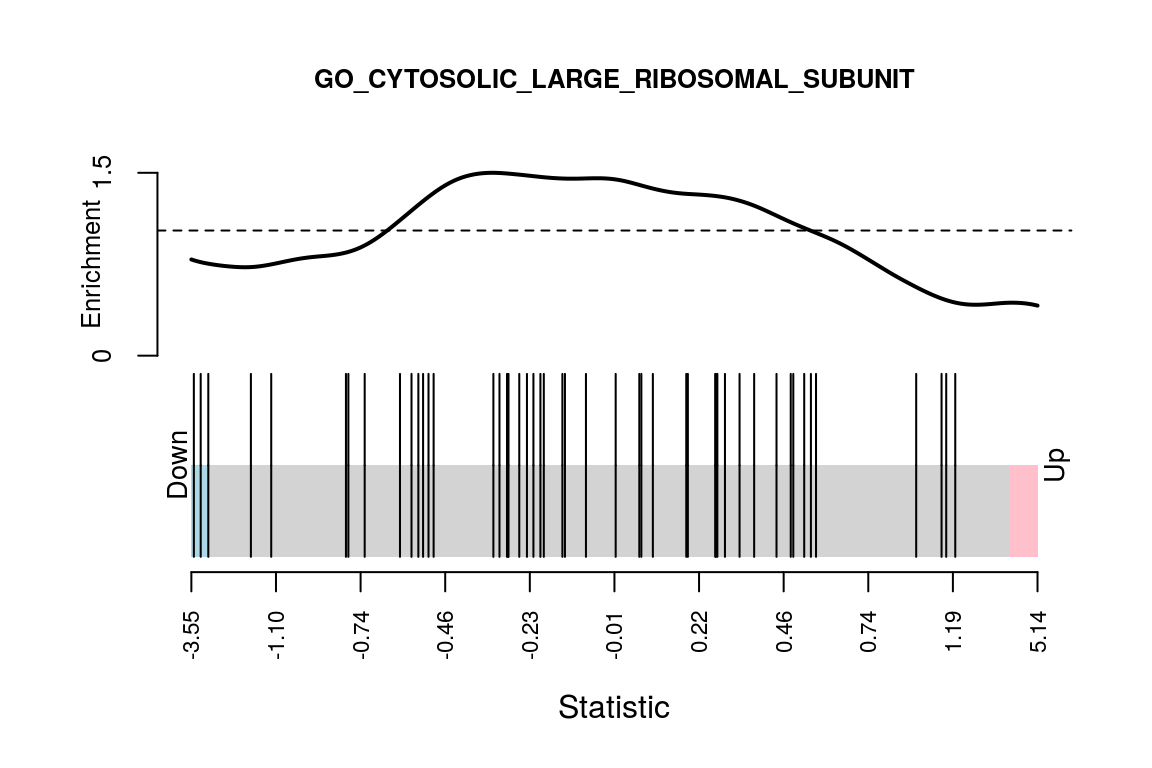 GO_CYTOSOLIC_LARGE_RIBOSOMAL_SUBUNIT
1.5
Enrichment
0
Down
Up
-3.55 -1.10 -0.74 -0.46 -0.23 -0.01 0.22 0.46 0.74 1.19 5.14
Statistic